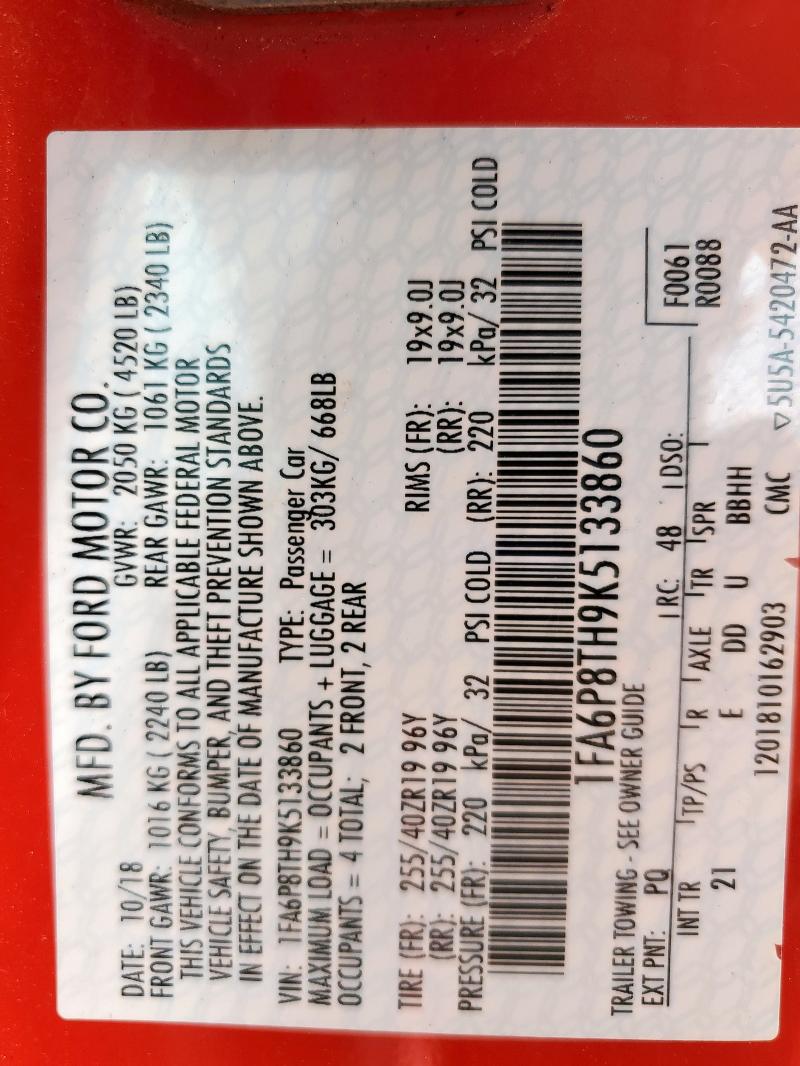 MFD. BY FORD MOTOR CO.
DATE: 10/18 GVWR: 2050 KG ( 4520 LB)
FRONT GAWR: 1016 KG ( 2240 LB) REAR GAWR: 1061 KG ( 2340 LB)
THIS VEHICLE CONFORMS TO ALL APPLICABLE FEDERAL MOTOR
VEHICLE SAFETY, BUMPER, AND THEFT PREVENTION STANDARDS
IN EFFECT ON THE DATE OF MANUFACTURE SHOWN ABOVE.
VIN: 1FA6P8TH9K5133860 TYPE: Passenger Car
MAXIMUM LOAD = OCCUPANTS + LUGGAGE = 303KG/ 668LB
OCCUPANTS = 4 TOTAL; 2 FRONT, 2 REAR
TIRE (FR): 255/40ZR19 96Y RIMS (FR): 19x9.0J
(RR): 255/40ZR19 96Y (RR): 19x9.0J
PRESSURE (FR): 220 kPa/ 32 PSI COLD (RR): 220 kPa/ 32 PSI COLD
1FA6P8TH9K5133860
TRAILER TOWING - SEE OWNER GUIDE
EXT PNT: PQ RC: 48 DSO: F0061
R0088
INT TR TP/PS R AXLE TR SPR
21 E DD U BBHH
1201810162903 CMC ▽5U5A-5420472-AA